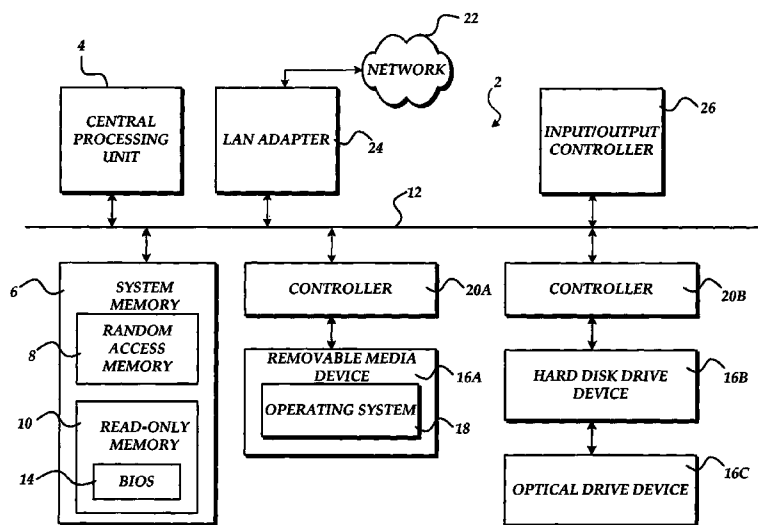 22
4
NETWORK
2
26
CENTRAL
PROCESSING
UNIT
LAN ADAPTER
24
INPUT/OUTPUT
CONTROLLER
12
6
SYSTEM
MEMORY
CONTROLLER
20A
CONTROLLER
20B
8
RANDOM
ACCESS
MEMORY
REMOVABLE MEDIA
DEVICE
16A
HARD DISK DRIVE
DEVICE
16B
OPERATING SYSTEM
18
10
READ-ONLY
MEMORY
14
BIOS
OPTICAL DRIVE DEVICE
16C